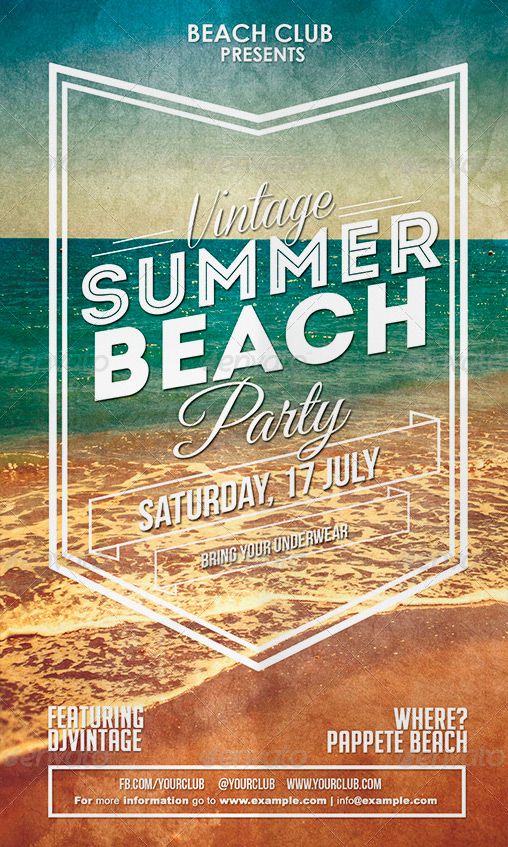 BEACH CLUB
PRESENTS
Vintage
SUMMER
BEACH
Party
SATURDAY, 17 JULY
BRING YOUR UNDERWEAR
FEATURING
DJVINTAGE
WHERE?
PAPPETE BEACH
FB.COM/YOURCLUB @YOURCLUB WWW.YOURCLUB.COM
For more information go to www.example.com | info@example.com